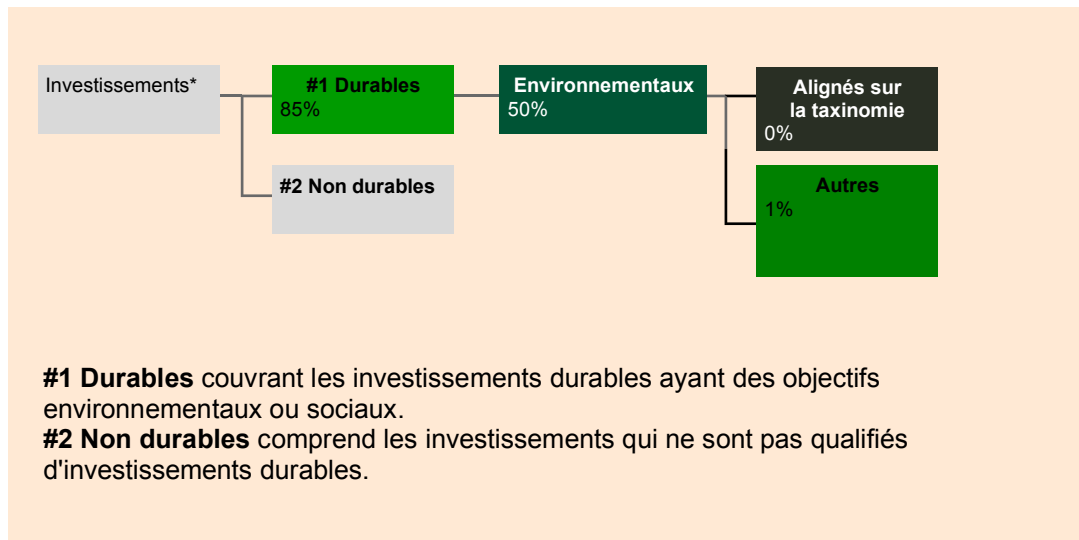 Investissements*
#1 Durables
85%
Environnementaux
50%
Alignés sur
la taxinomie
0%
#2 Non durables
Autres
1%
#1 Durables couvrant les investissements durables ayant des objectifs
environnementaux ou sociaux.
#2 Non durables comprend les investissements qui ne sont pas qualifiés
d'investissements durables.